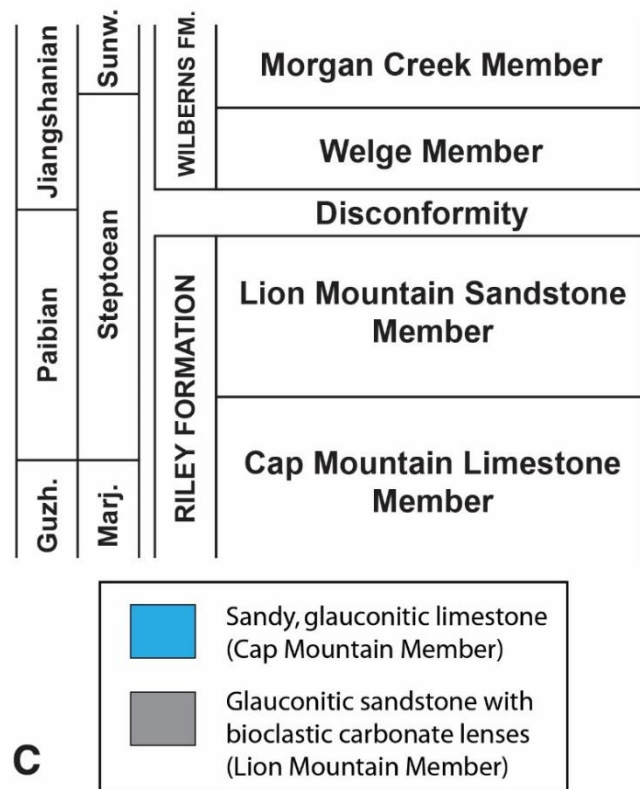 Jiangshanian
Sunw.
WILBERNS FM.
Morgan Creek Member
Welge Member
Disconformity
Paibian
Steptoean
RILEY FORMATION
Lion Mountain Sandstone
Member
Cap Mountain Limestone
Member
Guzh.
Marj.
Sandy, glauconitic limestone
(Cap Mountain Member)
Glauconitic sandstone with
bioclastic carbonate lenses
(Lion Mountain Member)
C